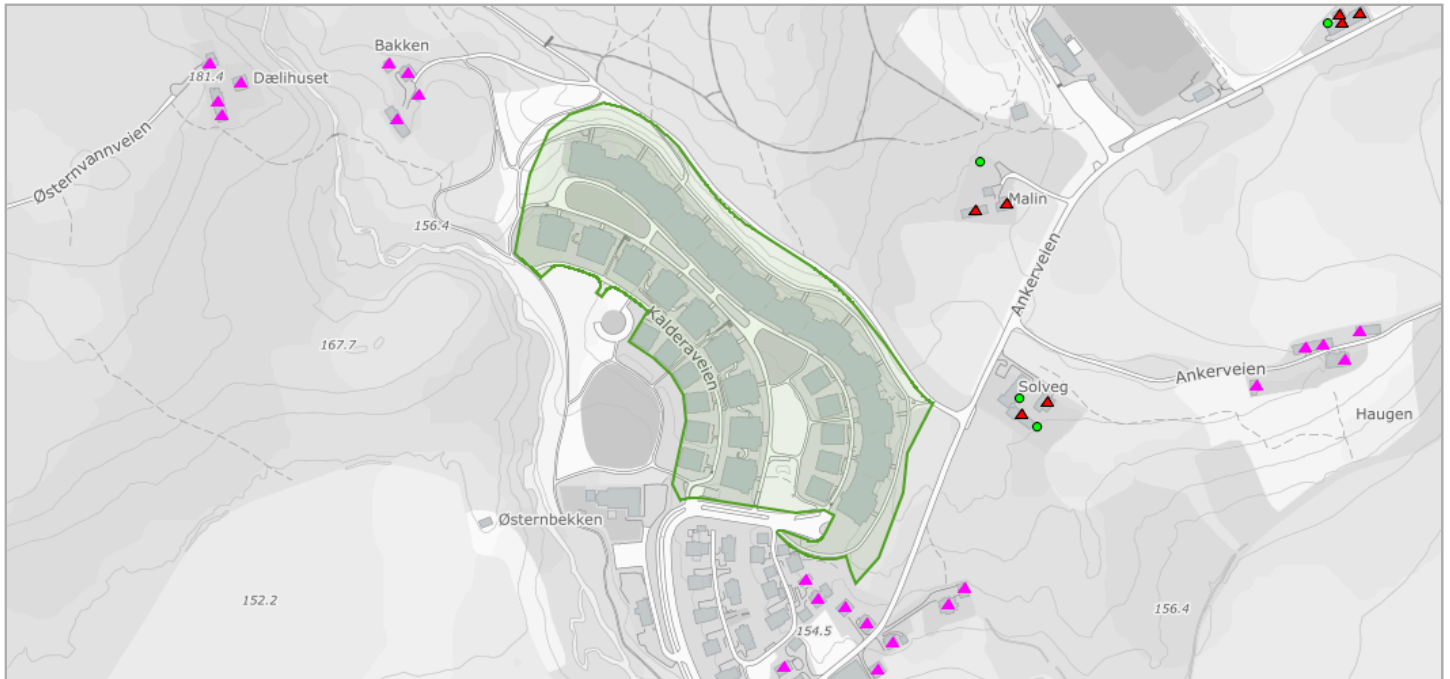 Bakken
181.4
Dælihuset
Østernvannveien
Malin
156.4
Ankerveien
Kalderaveien
167.7
Ankerveien
Solveg
Haugen
Østernbekken
152.2
156.4
154.5